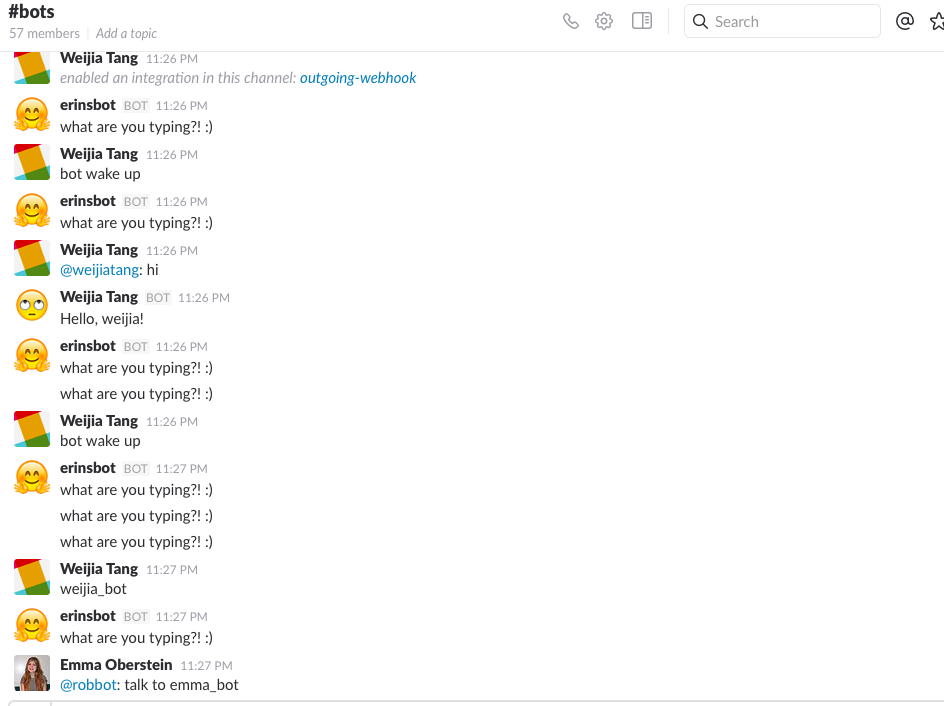 #bots
57 members Add a topic
Search
Weijia Tang 11:26 PM
enabled an integration in this channel: outgoing-webhook
erinsbot BOT 11:26 PM
what are you typing?! :)
Weijia Tang 11:26 PM
bot wake up
erinsbot BOT 11:26 PM
what are you typing?! :)
Weijia Tang 11:26 PM
@weijiatang: hi
Weijia Tang BOT 11:26 PM
Hello, weijia!
erinsbot BOT 11:26 PM
what are you typing?! :)
what are you typing?! :)
Weijia Tang 11:26 PM
bot wake up
erinsbot BOT 11:27 PM
what are you typing?! :)
what are you typing?! :)
what are you typing?! :)
Weijia Tang 11:27 PM
weijia_bot
erinsbot BOT 11:27 PM
what are you typing?! :)
Emma Oberstein 11:27 PM
@robbot: talk to emma_bot